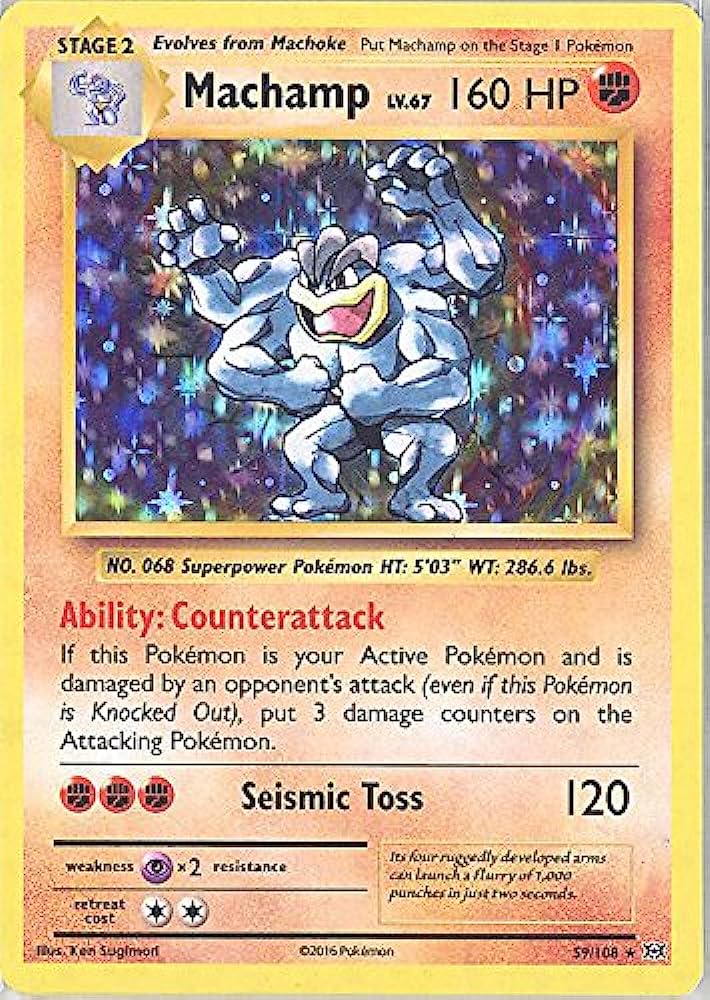 STAGE 2 Evolves from Machoke Put Machamp on the Stage 1 Pokémon
Machamp LV.67 160 HP
NO. 068 Superpower Pokémon HT: 5'03" WT: 286.6 lbs.
Ability: Counterattack
If this Pokémon is your Active Pokémon and is
damaged by an opponent's attack (even if this Pokémon
is Knocked Out), put 3 damage counters on the
Attacking Pokémon.
Seismic Toss 120
weakness ×2 resistance
retreat
cost
Its four ruggedly developed arms
can launch a flurry of 1,000
punches in just two seconds.
Illus. Ken Sugimori ©2016 Pokémon 59/108 ★